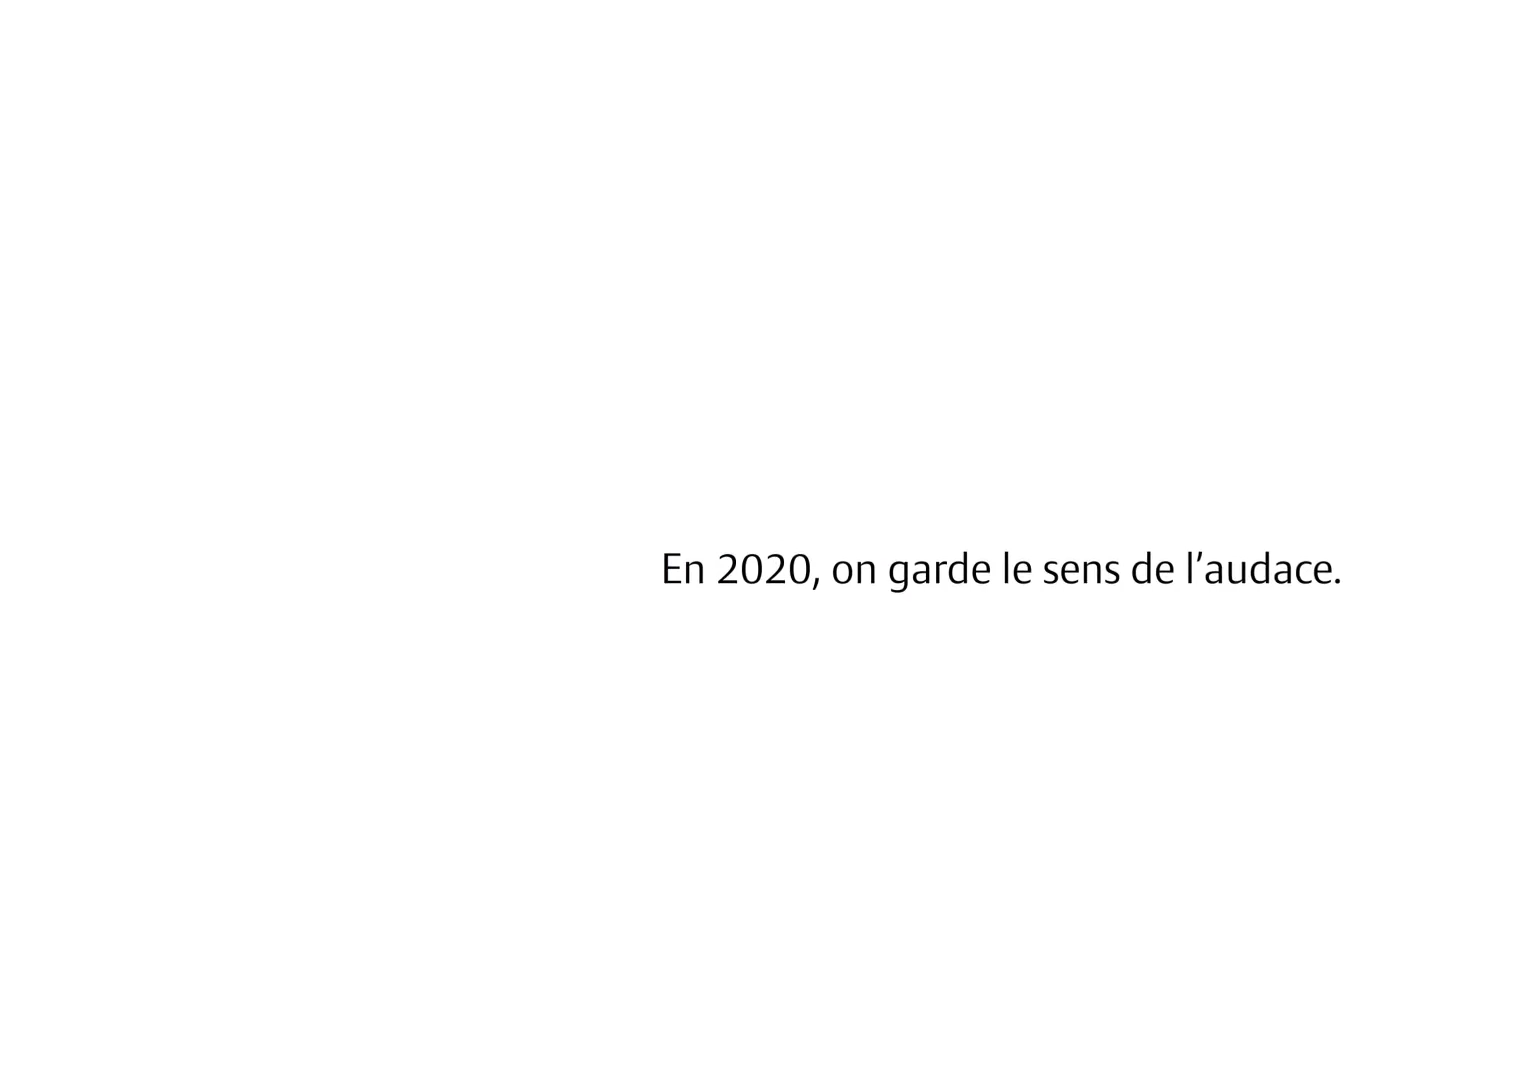 En 2020, on garde le sens de l’audace.